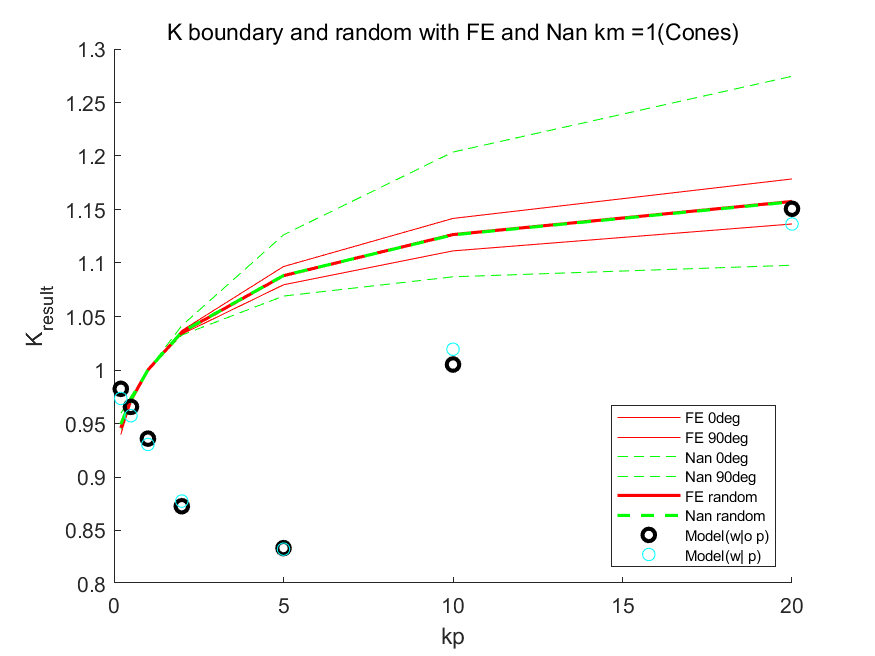 K boundary and random with FE and Nan km =1(Cones)
1.3
1.25
1.2
1.15
1.1
1.05
1
0.95
0.9
0.85
0.8
K_result
0 5 10 15 20
kp
FE 0deg
FE 90deg
Nan 0deg
Nan 90deg
FE random
Nan random
Model(w|o p)
Model(w| p)